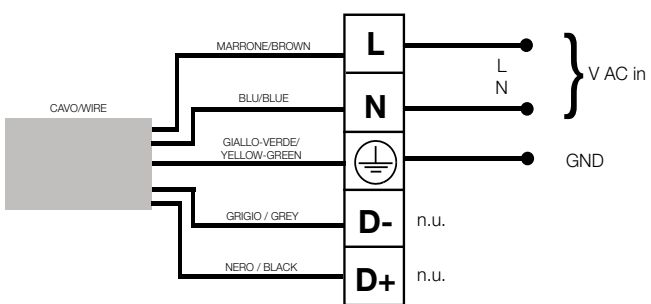 CAVO/WIRE
MARRONE/BROWN
BLU/BLUE
GIALLO-VERDE/
YELLOW-GREEN
GRIGIO / GREY
NERO / BLACK
L
N
D-
D+
L
N
V AC in
GND
n.u.
n.u.